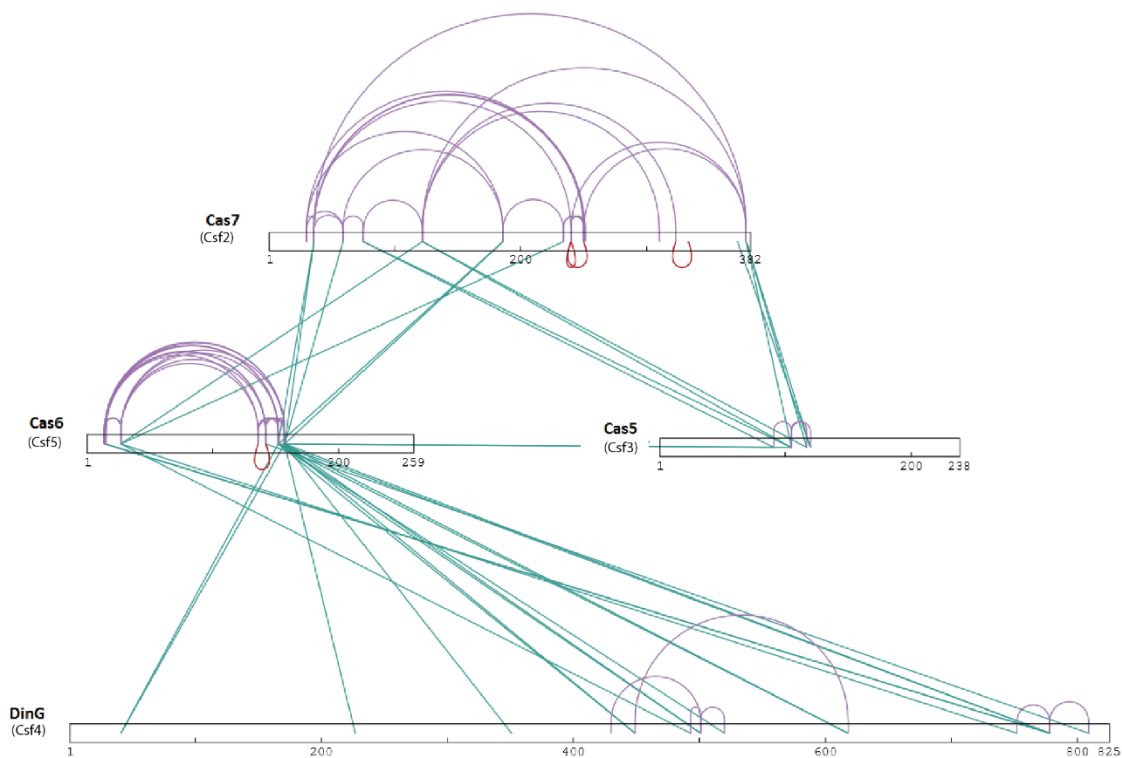 Cas7
(Csf2)
1 200 382
Cas6
(Csf5)
1 200 259
Cas5
(Csf3)
1 200 238
DinG
(Csf4)
1 200 400 600 800 825